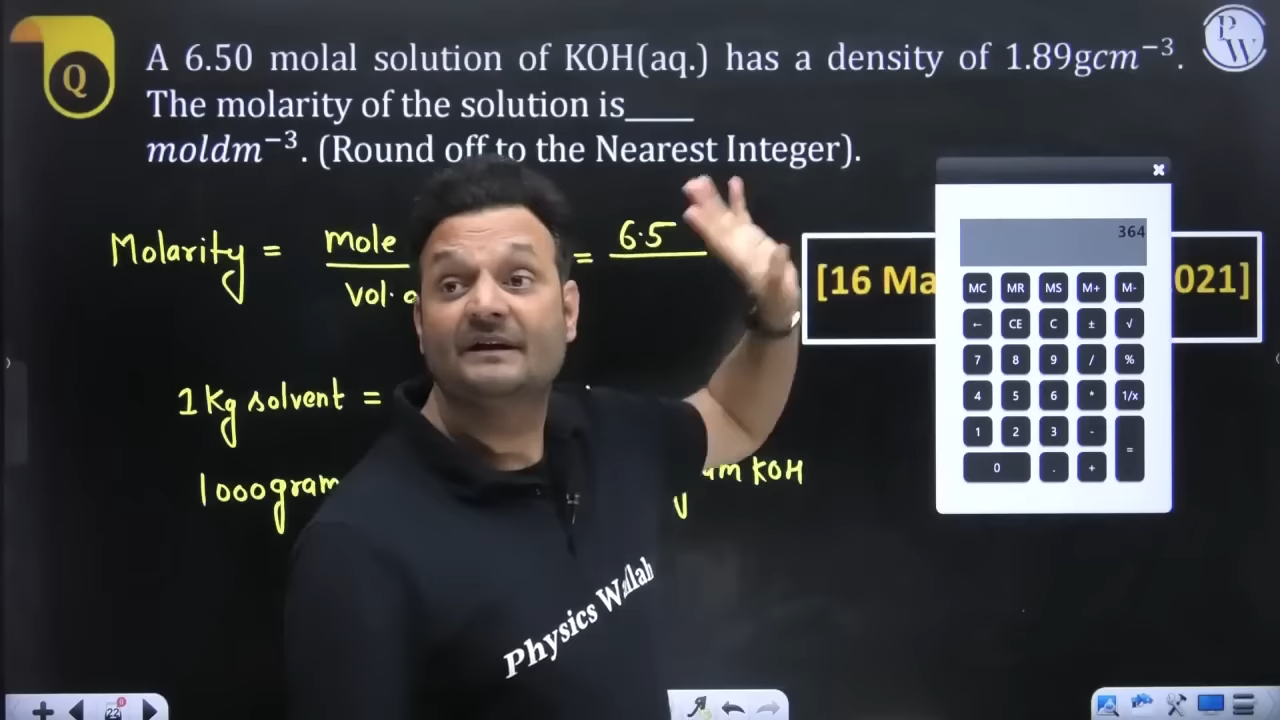 Q
A 6.50 molal solution of KOH(aq.) has a density of 1.89gcm⁻³.
The molarity of the solution is____
moldm⁻³. (Round off to the Nearest Integer).
P
W
Molarity = mole = 6.5
vol.
[16 Ma 021]
364
MC MR MS M+ M-
← CE C ± √
7 8 9 / %
4 5 6 * 1/x
1 2 3 - =
0 . +
1 Kg solvent =
1000gram KOH
Physics Wallah
22